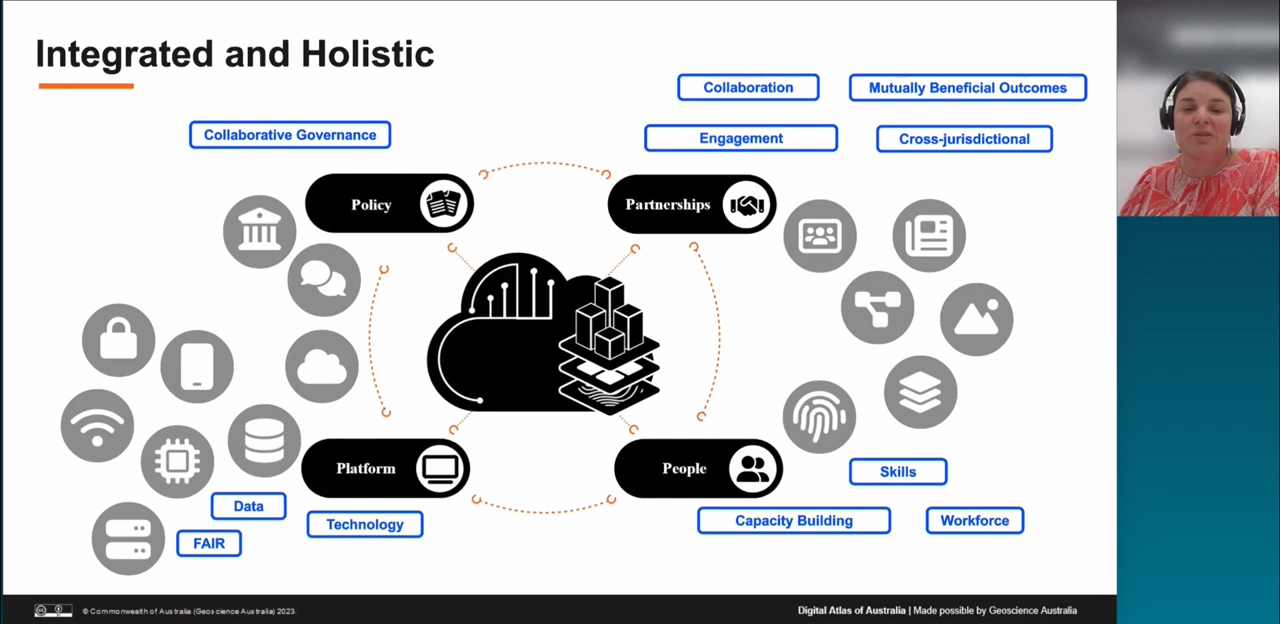 Integrated and Holistic
Collaboration
Mutually Beneficial Outcomes
Collaborative Governance
Engagement
Cross-jurisdictional
Policy
Partnerships
Platform
People
Skills
Data
Technology
Capacity Building
Workforce
FAIR
© Commonwealth of Australia (Geoscience Australia) 2023.
Digital Atlas of Australia | Made possible by Geoscience Australia